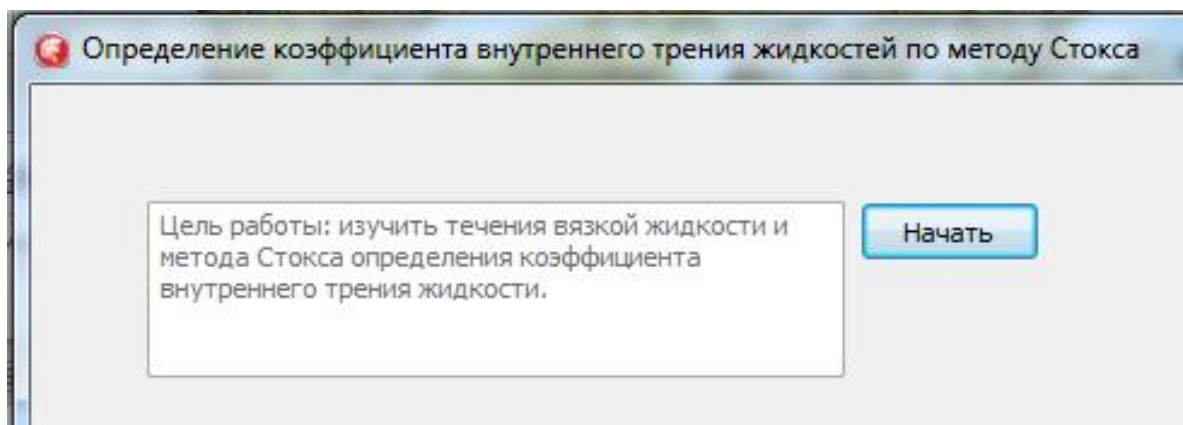 Определение коэффициента внутреннего трения жидкостей по методу Стокса
Цель работы: изучить течения вязкой жидкости и
метода Стокса определения коэффициента
внутреннего трения жидкости.
Начать